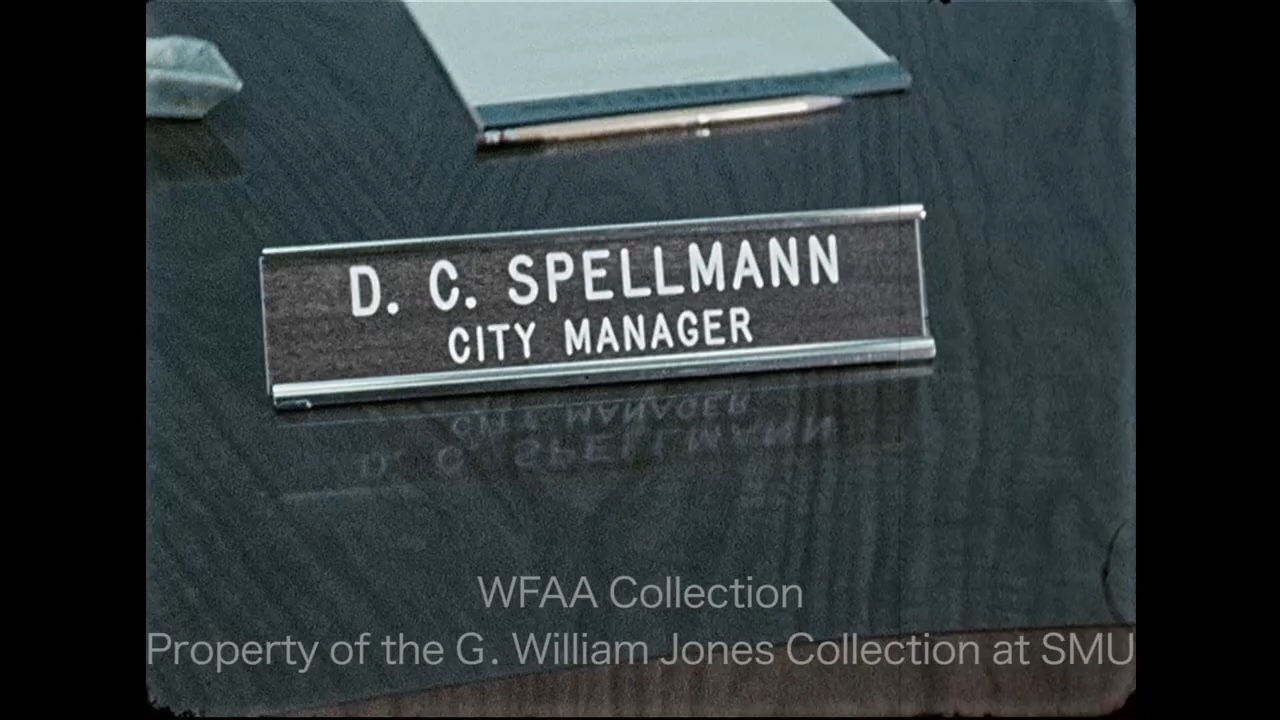 D. C. SPELLMANN
CITY MANAGER
WFAA Collection
Property of the G. William Jones Collection at SMU